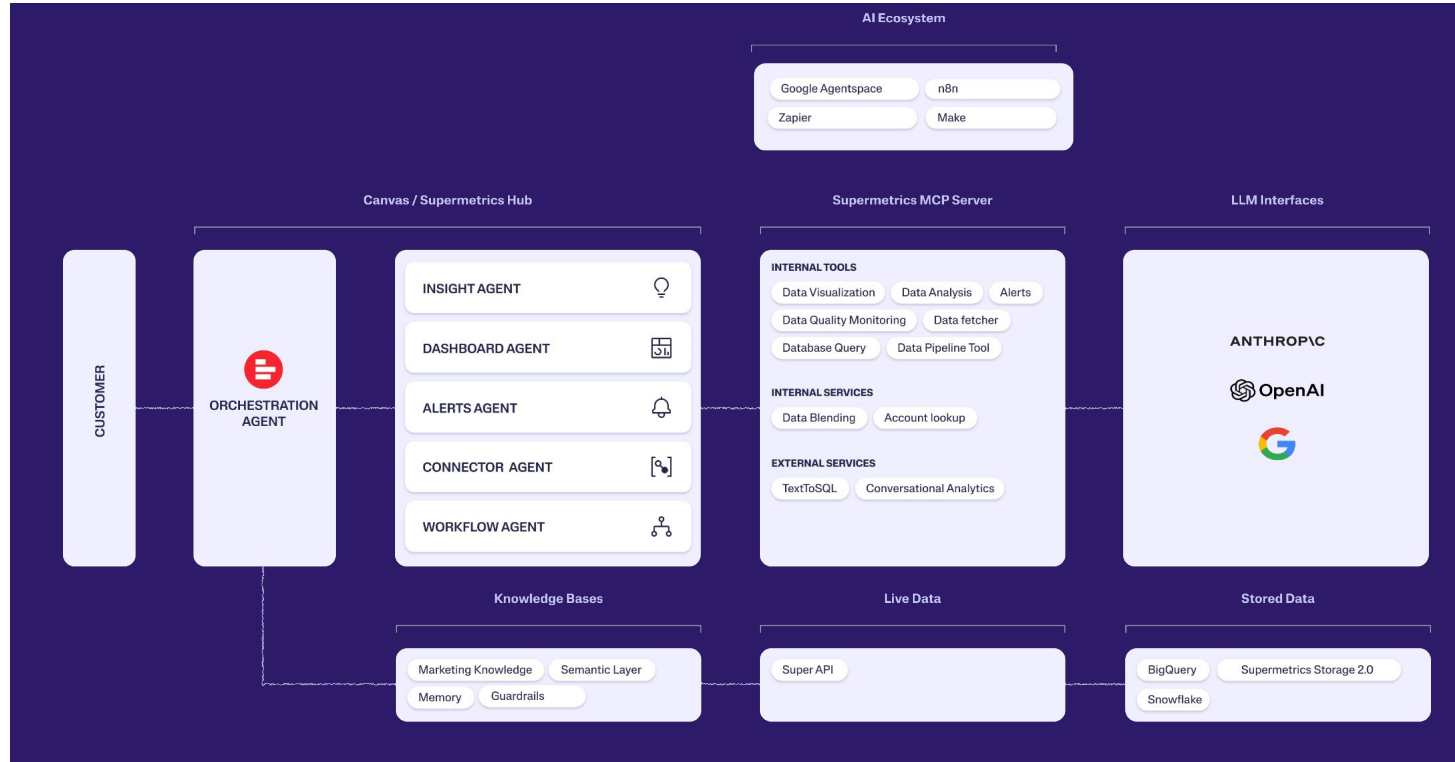 AI Ecosystem
Google Agentspace
n8n
Zapier
Make
Canvas / Supermetrics Hub
Supermetrics MCP Server
LLM Interfaces
CUSTOMER
ORCHESTRATION
AGENT
INSIGHT AGENT
DASHBOARD AGENT
ALERTS AGENT
CONNECTOR AGENT
WORKFLOW AGENT
INTERNAL TOOLS
Data Visualization
Data Analysis
Alerts
Data Quality Monitoring
Data fetcher
Database Query
Data Pipeline Tool
INTERNAL SERVICES
Data Blending
Account lookup
EXTERNAL SERVICES
TextToSQL
Conversational Analytics
ANTHROP\C
OpenAI
G
Knowledge Bases
Live Data
Stored Data
Marketing Knowledge
Semantic Layer
Memory
Guardrails
Super API
BigQuery
Supermetrics Storage 2.0
Snowflake